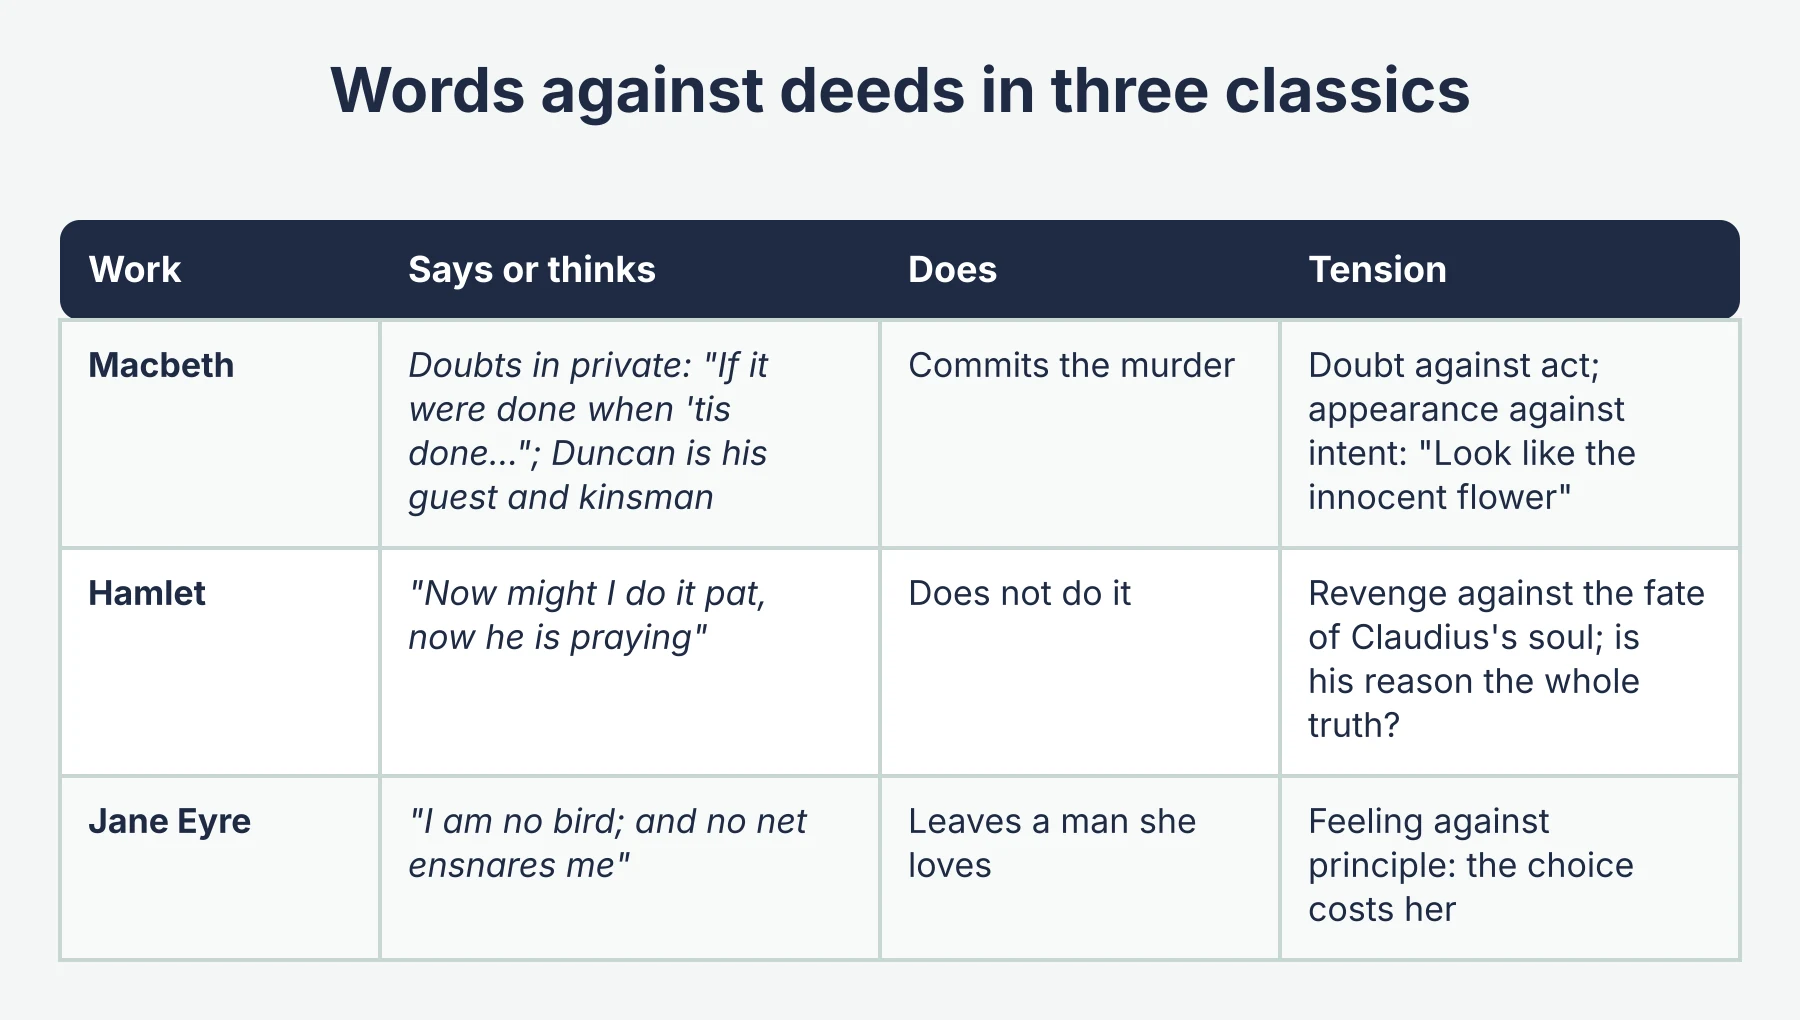 Words against deeds in three classics
Work
Says or thinks
Does
Tension
Macbeth
Doubts in private: "If it
were done when 'tis
done..."; Duncan is his
guest and kinsman
Commits the murder
Doubt against act;
appearance against
intent: "Look like the
innocent flower"
Hamlet
"Now might I do it pat,
now he is praying"
Does not do it
Revenge against the fate
of Claudius's soul; is
his reason the whole
truth?
Jane Eyre
"I am no bird; and no net
ensnares me"
Leaves a man she
loves
Feeling against
principle: the choice
costs her